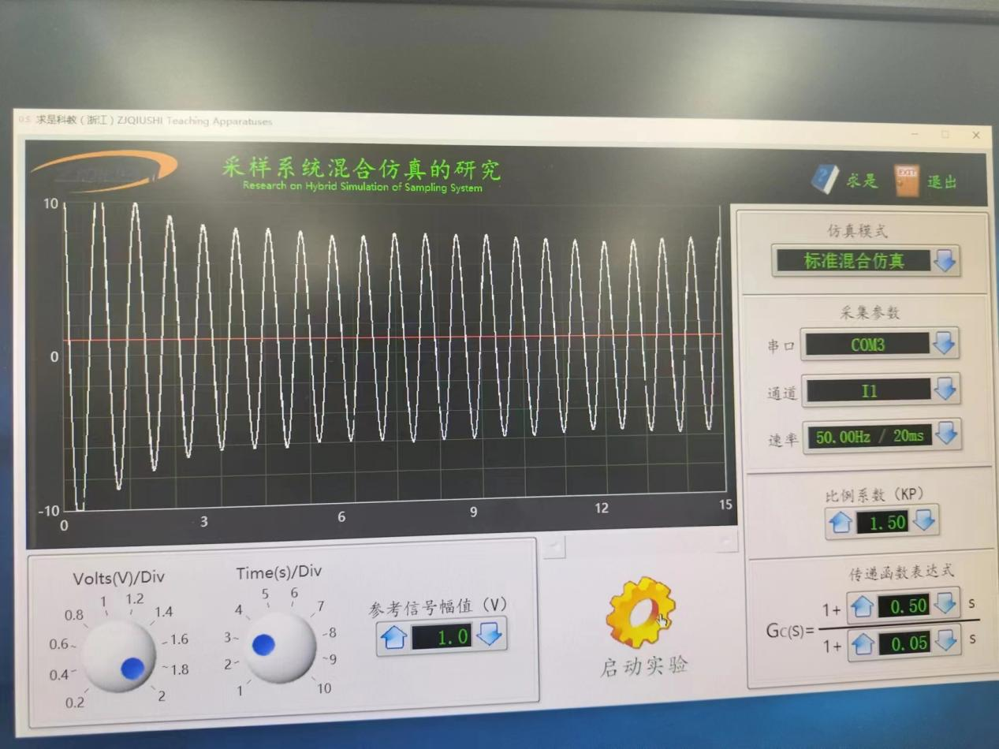 求是科教（浙江）ZJQIUSHI Teaching Apparatuses
采样系统混合仿真的研究
Research on Hybrid Simulation of Sampling System
求是
EXIT
退出
10
0
-10
0 3 6 9 12 15
仿真模式
标准混合仿真
采集参数
串口 COM3
通道 I1
速率 50.00Hz / 20ms
比例系数（KP）
1.50
传递函数表达式
1+ 0.50 s
Gc(S)=
1+ 0.05 s
Volts(V)/Div
0.2 0.4 0.6 0.8 1 1.2 1.4 1.6 1.8 2
Time(s)/Div
1 2 3 4 5 6 7 8 9 10
参考信号幅值（V）
1.0
启动实验